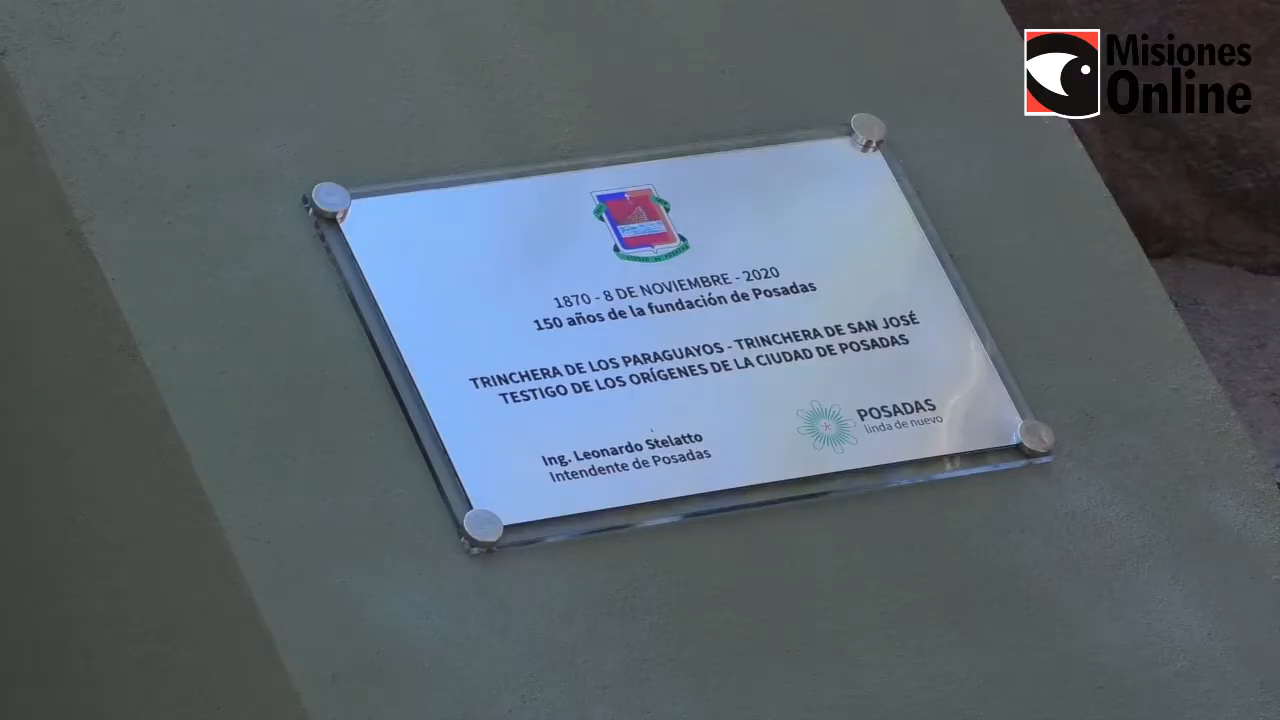 Misiones
Online
1870 - 8 DE NOVIEMBRE - 2020
150 años de la fundación de Posadas
TRINCHERA DE LOS PARAGUAYOS - TRINCHERA DE SAN JOSÉ
TESTIGO DE LOS ORÍGENES DE LA CIUDAD DE POSADAS
Ing. Leonardo Stelatto
Intendente de Posadas
POSADAS
linda de nuevo